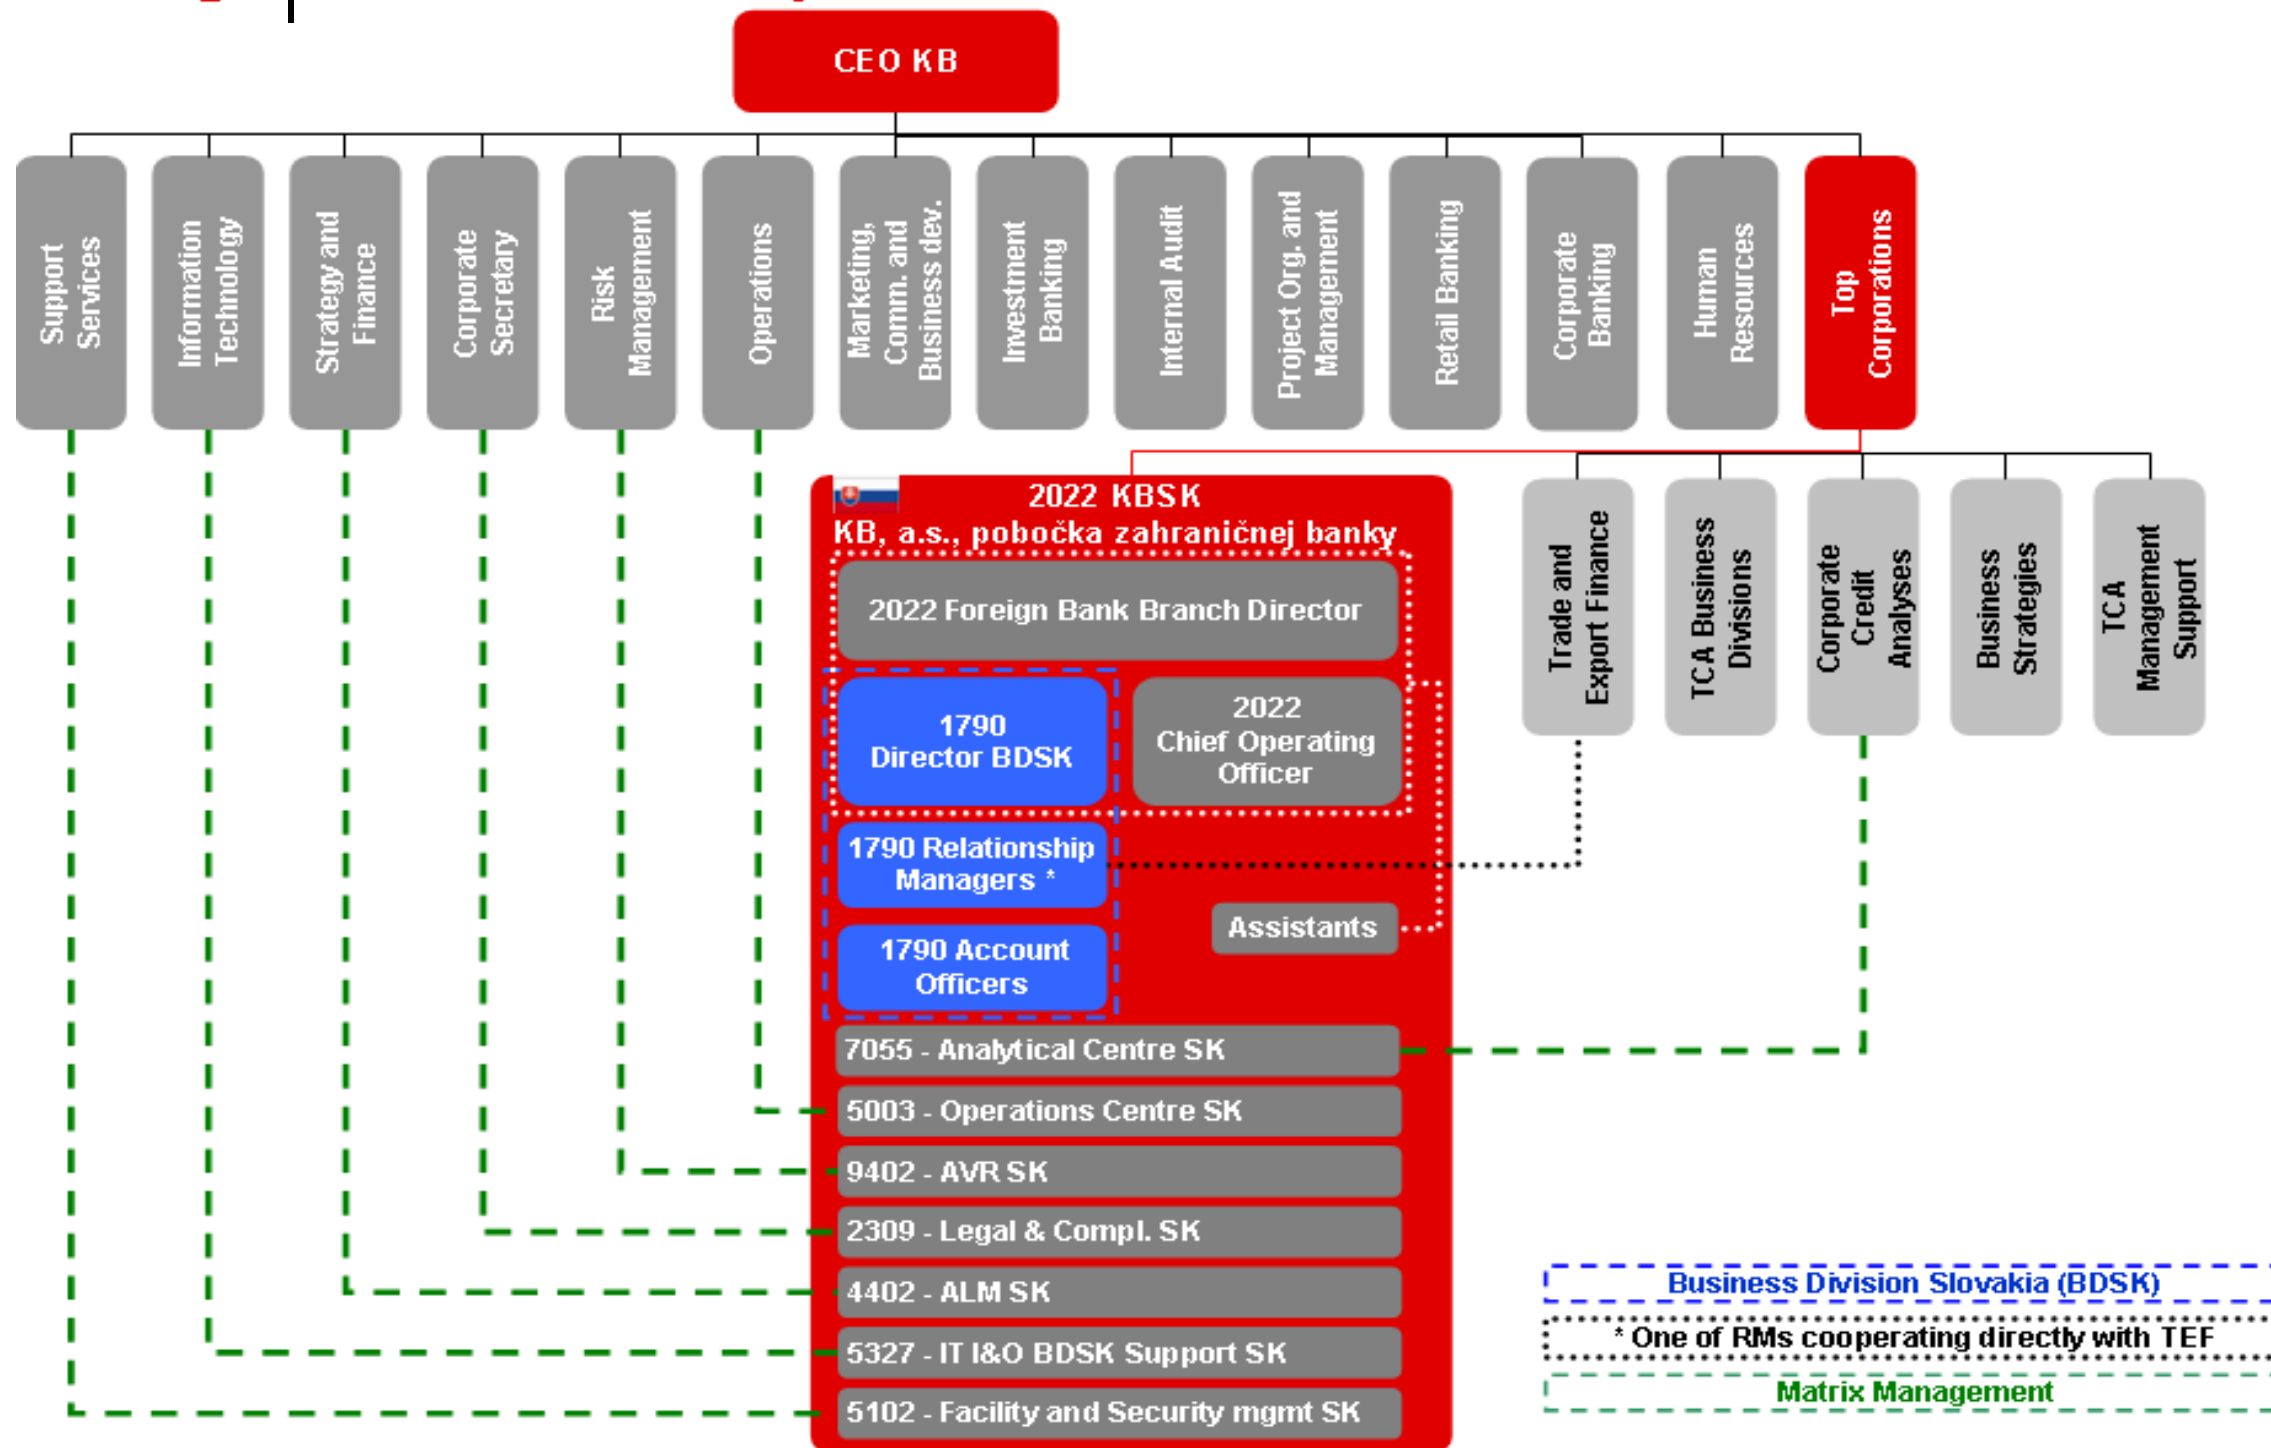 CEO KB
Support
Services
Information
Technology
Strategy and
Finance
Corporate
Secretary
Risk
Management
Operations
Marketing,
Comm. and
Business dev.
Investment
Banking
Internal Audit
Project Org. and
Management
Retail Banking
Corporate
Banking
Human
Resources
Top
Corporations
2022 KBSK
KB, a.s., pobočka zahraničnej banky
2022 Foreign Bank Branch Director
1790
Director BDSK
2022
Chief Operating
Officer
1790 Relationship
Managers *
Assistants
1790 Account
Officers
7055 - Analytical Centre SK
5003 - Operations Centre SK
9402 - AVR SK
2309 - Legal & Compl. SK
4402 - ALM SK
5327 - IT I&O BDSK Support SK
5102 - Facility and Security mgmt SK
Trade and
Export Finance
TCA Business
Divisions
Corporate
Credit
Analyses
Business
Strategies
TCA
Management
Support
Business Division Slovakia (BDSK)
* One of RMs cooperating directly with TEF
Matrix Management